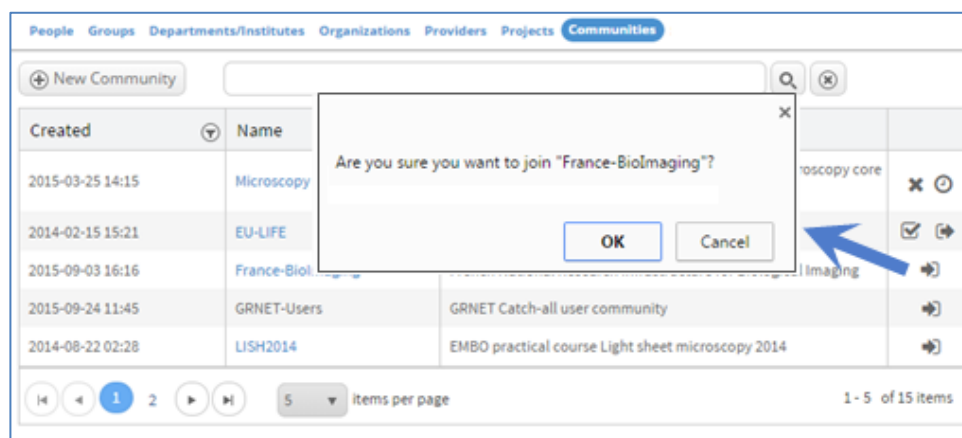 People Groups Departments/Institutes Organizations Providers Projects Communities
New Community
Created Name
Are you sure you want to join "France-BioImaging"?
2015-03-25 14:15 Microscopy roscopy core
OK Cancel
2014-02-15 15:21 EU-LIFE
2015-09-03 16:16 France-BioI Imaging
2015-09-24 11:45 GRNET-Users GRNET Catch-all user community
2014-08-22 02:28 LISH2014 EMBO practical course Light sheet microscopy 2014
1 2 5 items per page 1 - 5 of 15 items